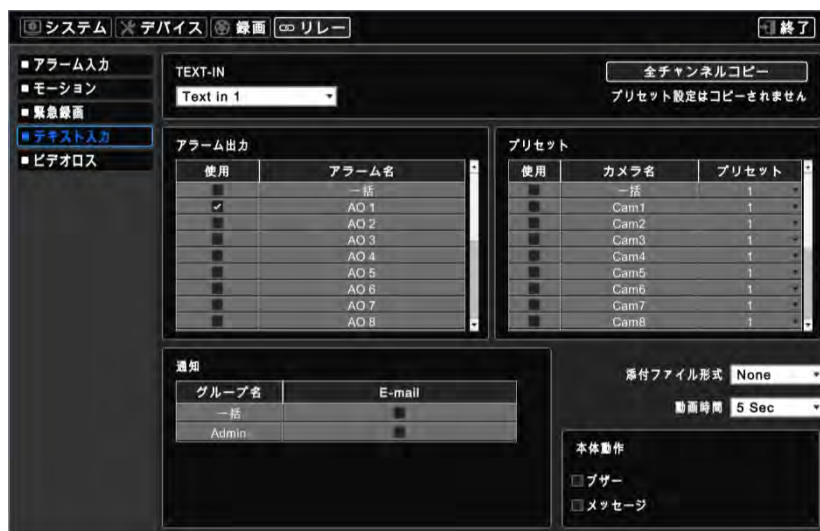 システム デバイス 録画 リレー 終了
アラーム入力
モーション
緊急録画
テキスト入力
ビデオロス
TEXT-IN
Text in 1
全チャンネルコピー
プリセット設定はコピーされません
アラーム出力
使用 アラーム名
一括
AO 1
AO 2
AO 3
AO 4
AO 5
AO 6
AO 7
AO 8
プリセット
使用 カメラ名 プリセット
一括 1
Cam1 1
Cam2 1
Cam3 1
Cam4 1
Cam5 1
Cam6 1
Cam7 1
Cam8 1
通知
グループ名 E-mail
一括
Admin
添付ファイル形式 None
動画時間 5 Sec
本体動作
ブザー
メッセージ